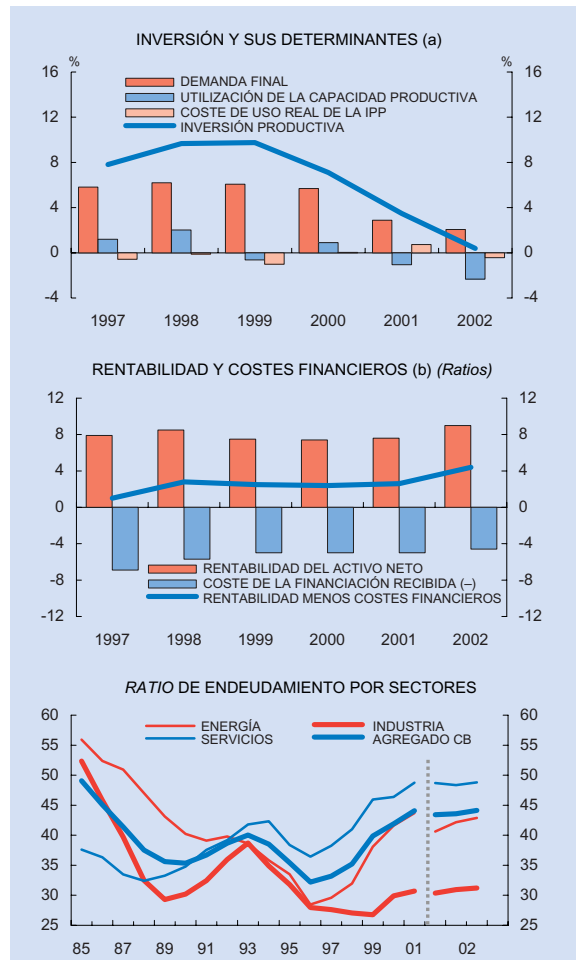 INVERSIÓN Y SUS DETERMINANTES (a)
% %
16 16
DEMANDA FINAL
UTILIZACIÓN DE LA CAPACIDAD PRODUCTIVA
COSTE DE USO REAL DE LA IPP
INVERSIÓN PRODUCTIVA
12 12
8 8
4 4
0 0
-4 -4
1997 1998 1999 2000 2001 2002
RENTABILIDAD Y COSTES FINANCIEROS (b) (Ratios)
12 12
8 8
4 4
0 0
-4 -4
-8 -8
-12 -12
RENTABILIDAD DEL ACTIVO NETO
COSTE DE LA FINANCIACIÓN RECIBIDA (–)
RENTABILIDAD MENOS COSTES FINANCIEROS
1997 1998 1999 2000 2001 2002
RATIO DE ENDEUDAMIENTO POR SECTORES
60 60
ENERGÍA INDUSTRIA
SERVICIOS AGREGADO CB
55 55
50 50
45 45
40 40
35 35
30 30
25 25
85 87 89 91 93 95 97 99 01 02